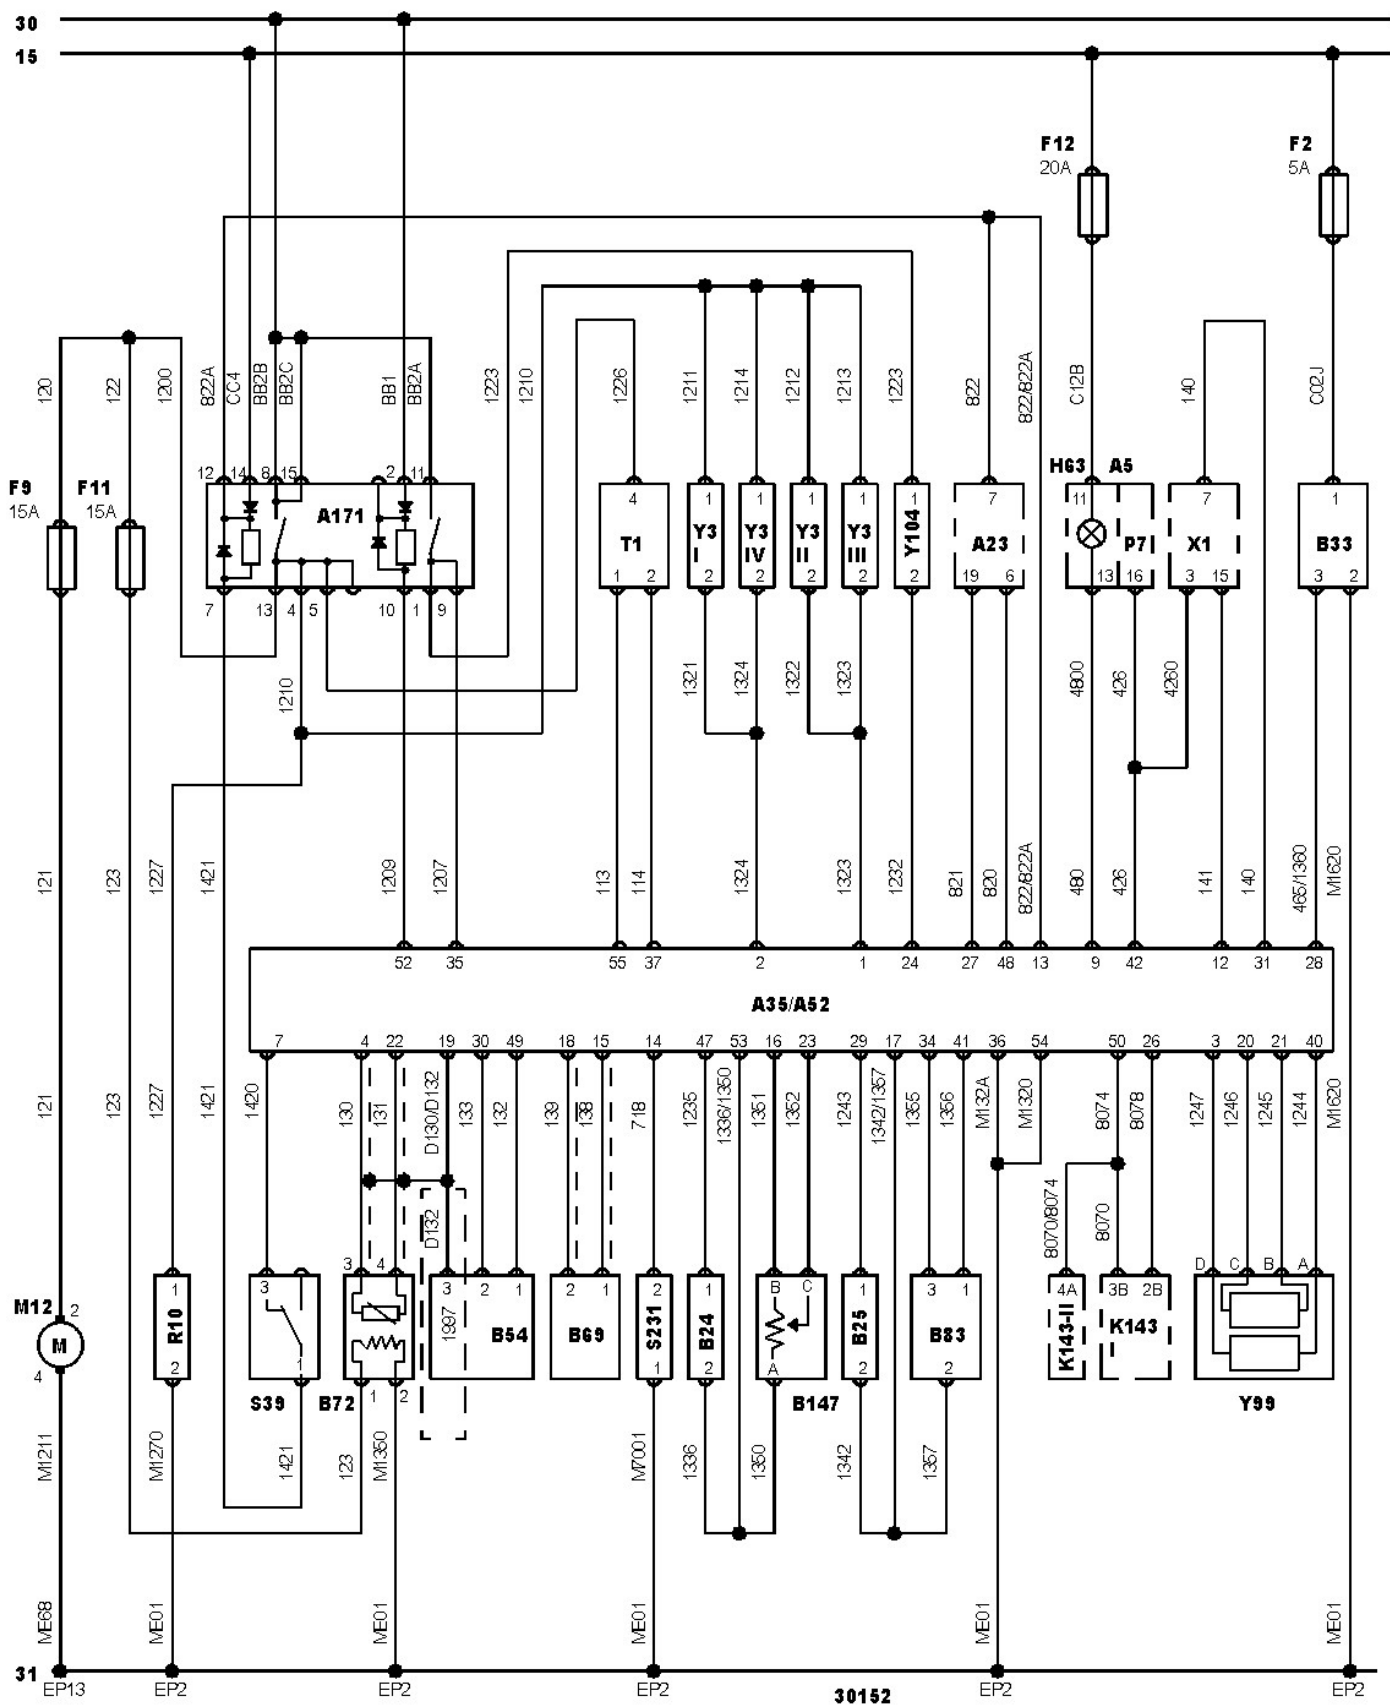 30
15
F12
20A
F2
5A
120
122
1200
822A
CC4
BB2B
BB2C
BB1
BB2A
1223
1210
1226
1211
1214
1212
1213
1223
822
822/822A
C12B
140
C02J
F9
15A
F11
15A
12
14
8
15
2
11
A171
7
13
4
5
10
1
9
4
T1
1
2
1
Y3
I
2
1
Y3
IV
2
1
Y3
II
2
1
Y3
III
2
1
Y104
2
7
A23
19
6
H63
A5
11
P7
13
16
7
X1
3
15
1
B33
3
2
1210
1321
1324
1322
1323
4800
426
4260
121
123
1227
1421
1209
1207
113
114
1324
1323
1232
821
820
822/822A
480
426
141
140
465/1360
M1620
52
35
55
37
2
1
24
27
48
13
9
42
12
31
28
A35/A52
7
4
22
19
30
49
18
15
14
47
53
16
23
29
17
34
41
36
54
50
26
3
20
21
40
121
123
1227
1421
1420
130
131
D130/D132
133
132
139
138
718
1235
1336/1350
1351
1352
1243
1342/1357
1355
1356
M132A
M1320
8074
8078
1247
1246
1245
1244
M1620
D132
8070/8074
8070
M12
2
M
4
1
R10
2
3
1
S39
3
4
B72
1
2
3
2
1
1997
B54
2
1
B69
2
S231
1
1
B24
2
B
C
A
B147
1
B25
2
3
1
B83
2
4A
K143-II
3B
2B
K143
I
D
C
B
A
Y99
M1211
M1270
1421
123
M1350
M7001
1336
1350
1342
1357
ME68
ME01
ME01
ME01
ME01
ME01
31
EP13
EP2
EP2
EP2
30152
EP2
EP2